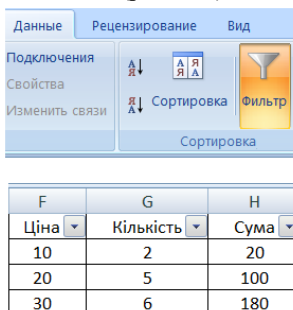 Данные Рецензирование Вид
Подключения
Свойства
Изменить связи
А Я
Я А
Сортировка
Фильтр
Сортировка
F G H
Ціна Кількість Сума
10 2 20
20 5 100
30 6 180